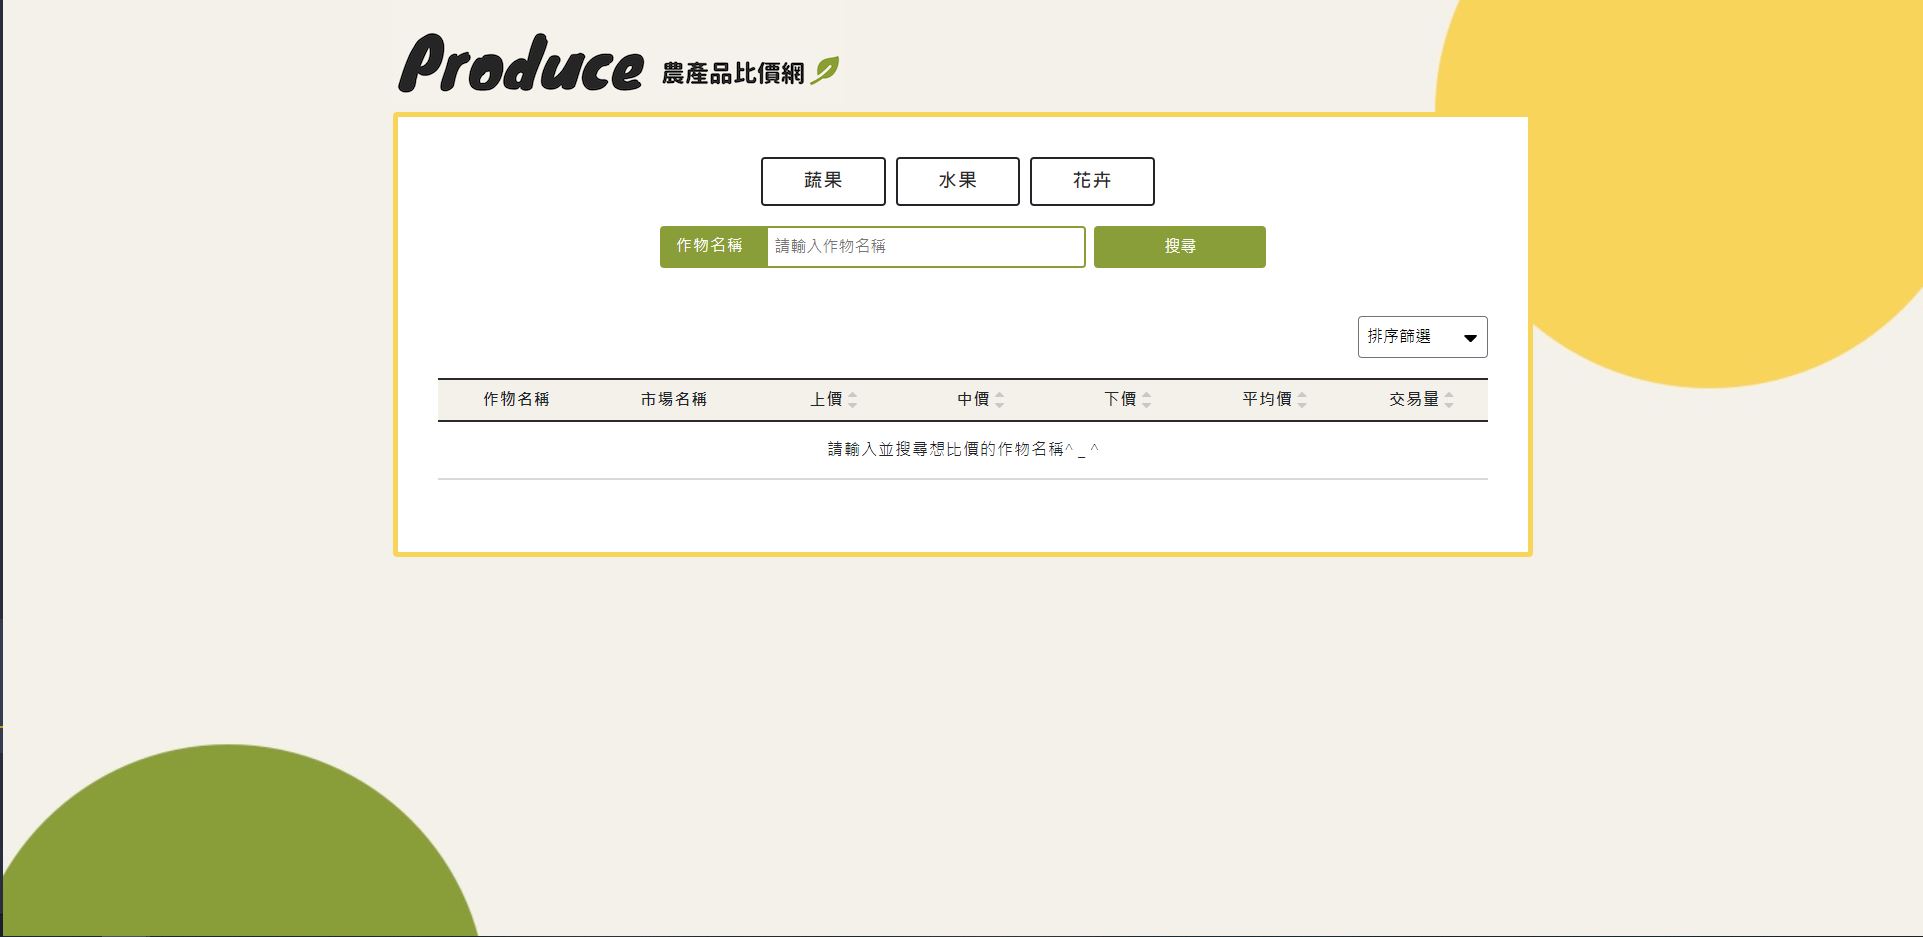 Produce 農產品比價網
蔬果 水果 花卉
作物名稱 請輸入作物名稱 搜尋
排序篩選
作物名稱 市場名稱 上價 中價 下價 平均價 交易量
請輸入並搜尋想比價的作物名稱^_^